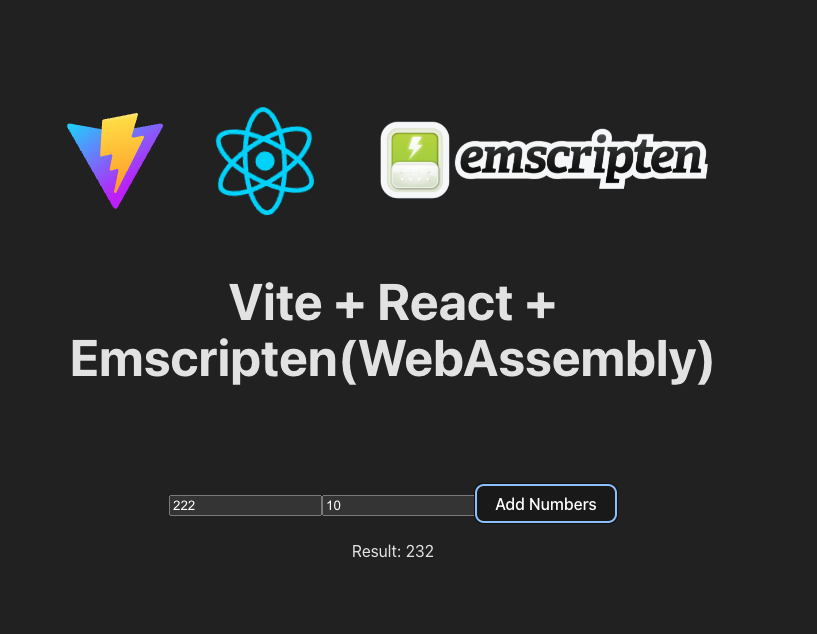 emscripten
Vite + React +
Emscripten(WebAssembly)
222 10 Add Numbers
Result: 232